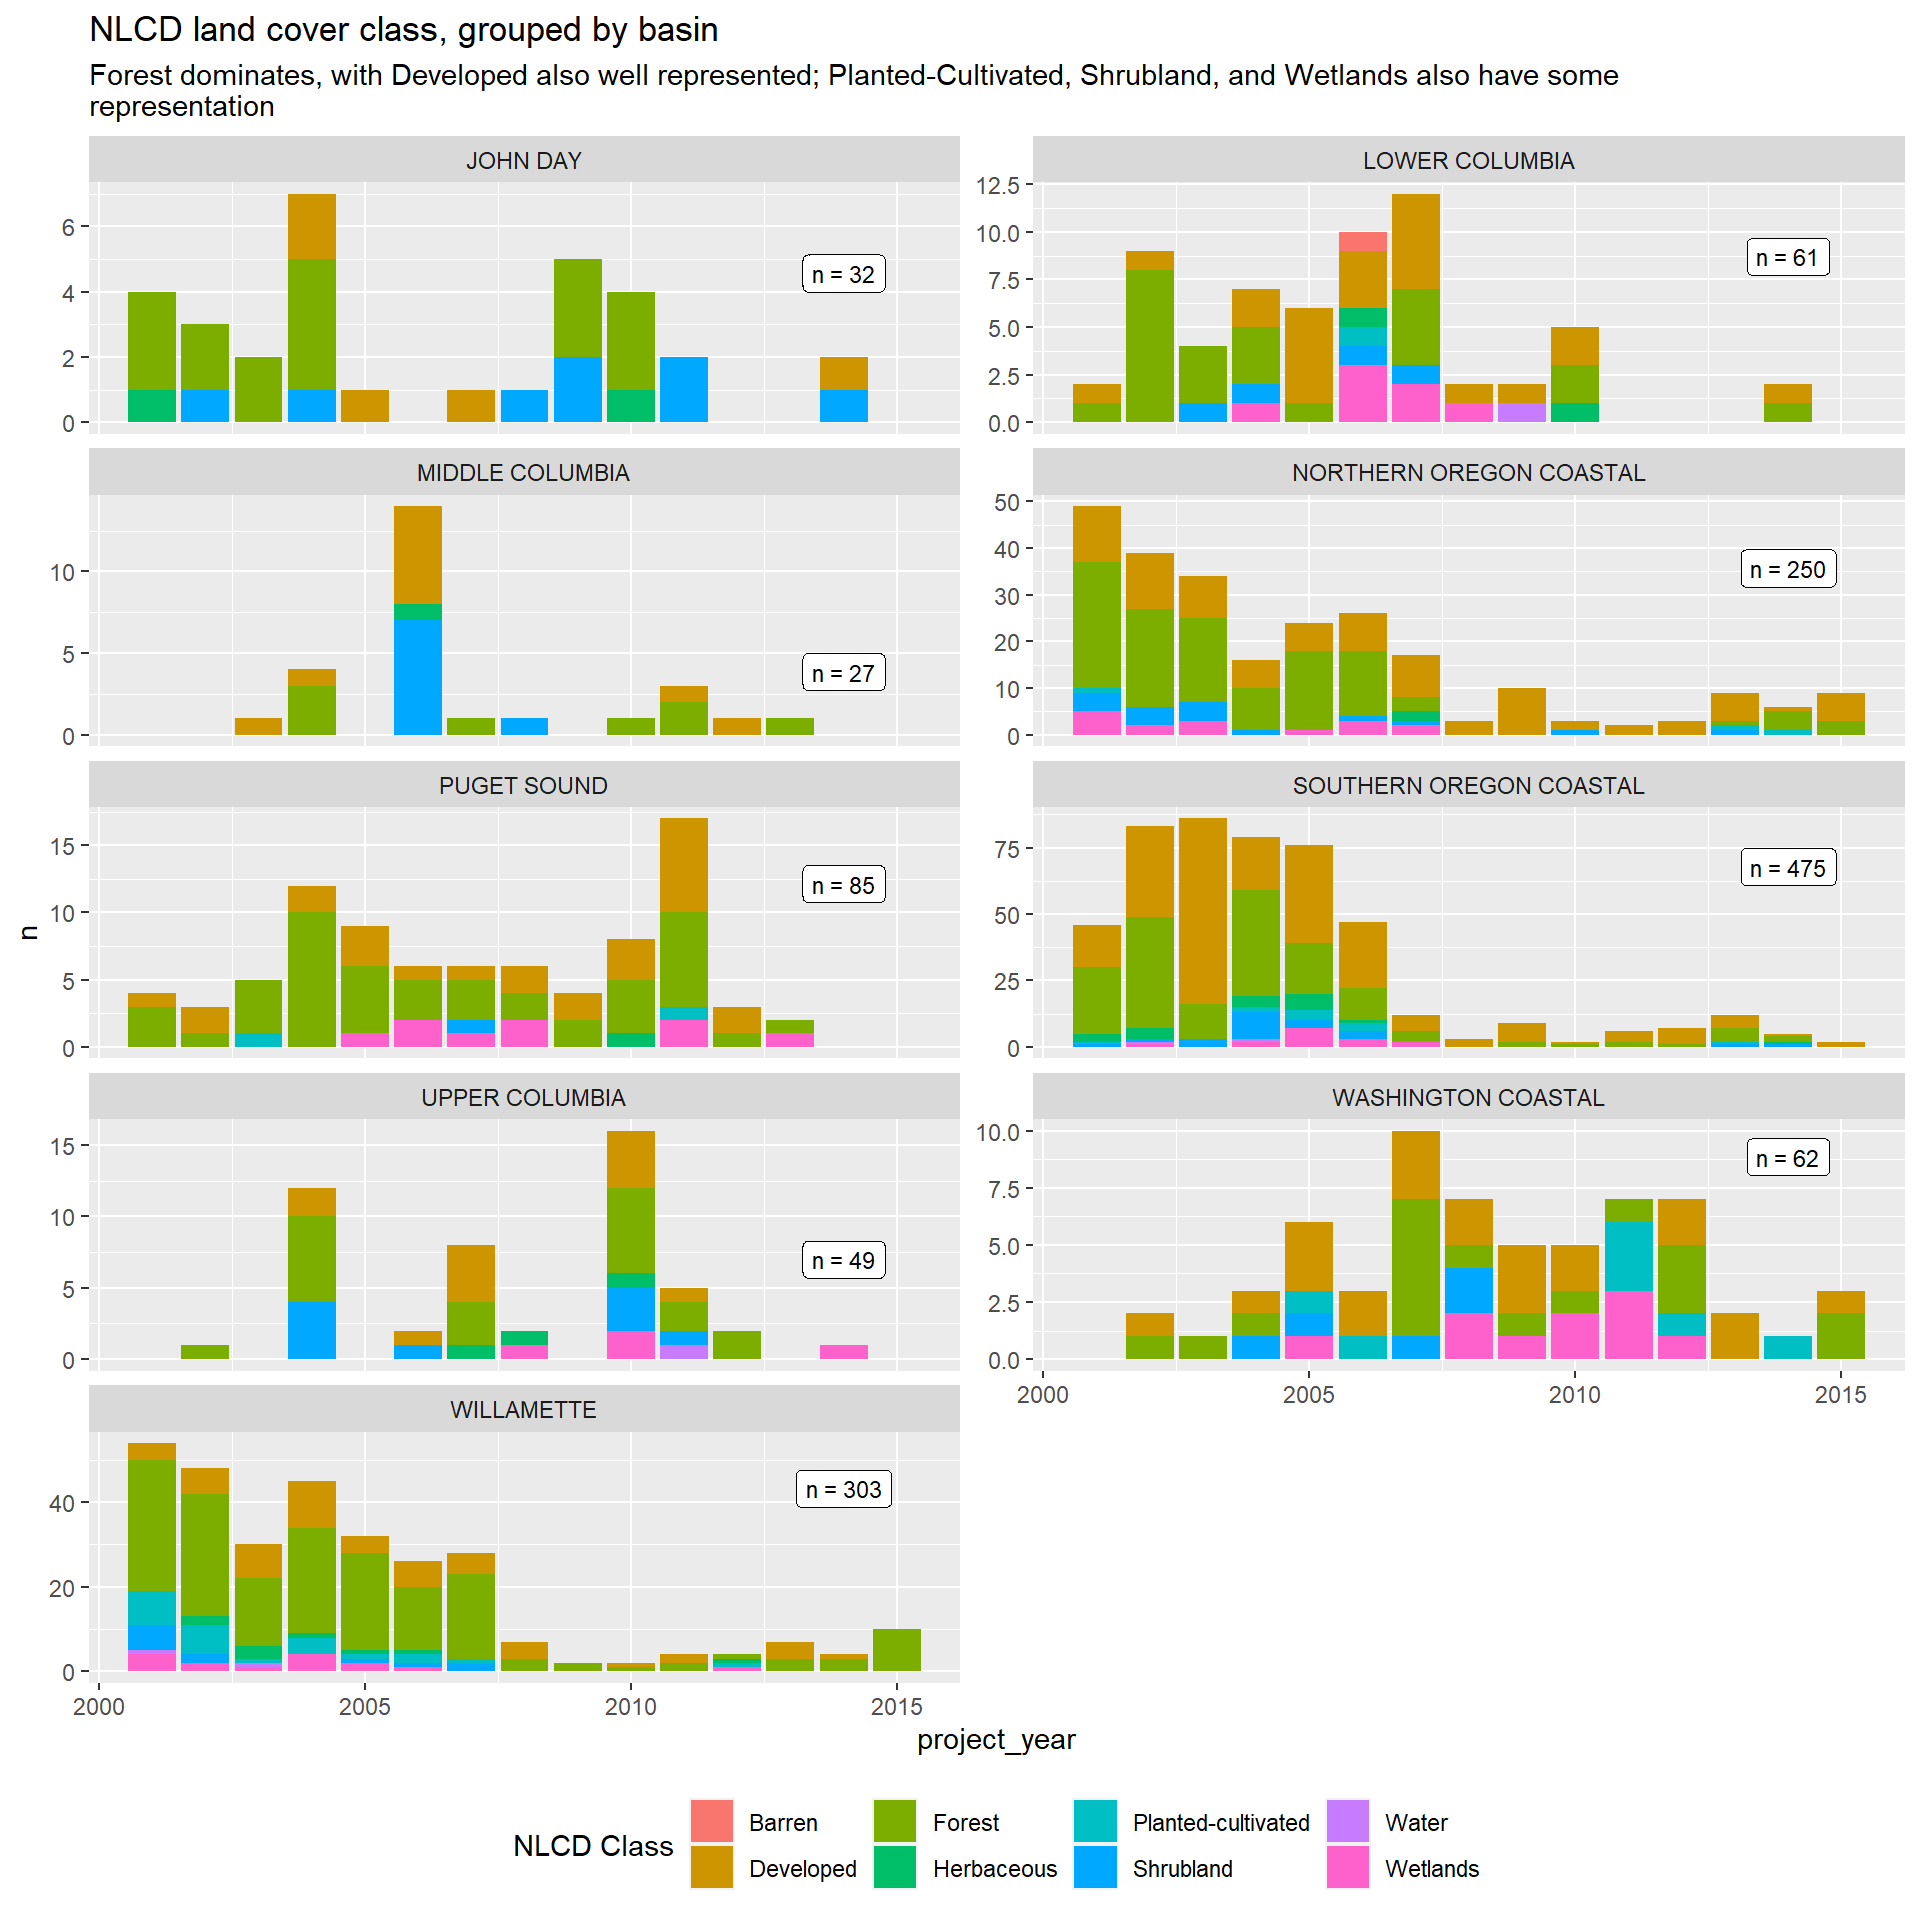 NLCD land cover class, grouped by basin
Forest dominates, with Developed also well represented; Planted-Cultivated, Shrubland, and Wetlands also have some
representation
JOHN DAY
6
4
2
0
n = 32
LOWER COLUMBIA
12.5
10.0
7.5
5.0
2.5
0.0
n = 61
MIDDLE COLUMBIA
10
5
0
n = 27
NORTHERN OREGON COASTAL
50
40
30
20
10
0
n = 250
PUGET SOUND
15
10
5
0
n = 85
SOUTHERN OREGON COASTAL
75
50
25
0
n = 475
n
UPPER COLUMBIA
15
10
5
0
n = 49
WASHINGTON COASTAL
10.0
7.5
5.0
2.5
0.0
n = 62
2000 2005 2010 2015
WILLAMETTE
40
20
0
n = 303
2000 2005 2010 2015
project_year
NLCD Class
Barren Forest Planted-cultivated Water
Developed Herbaceous Shrubland Wetlands